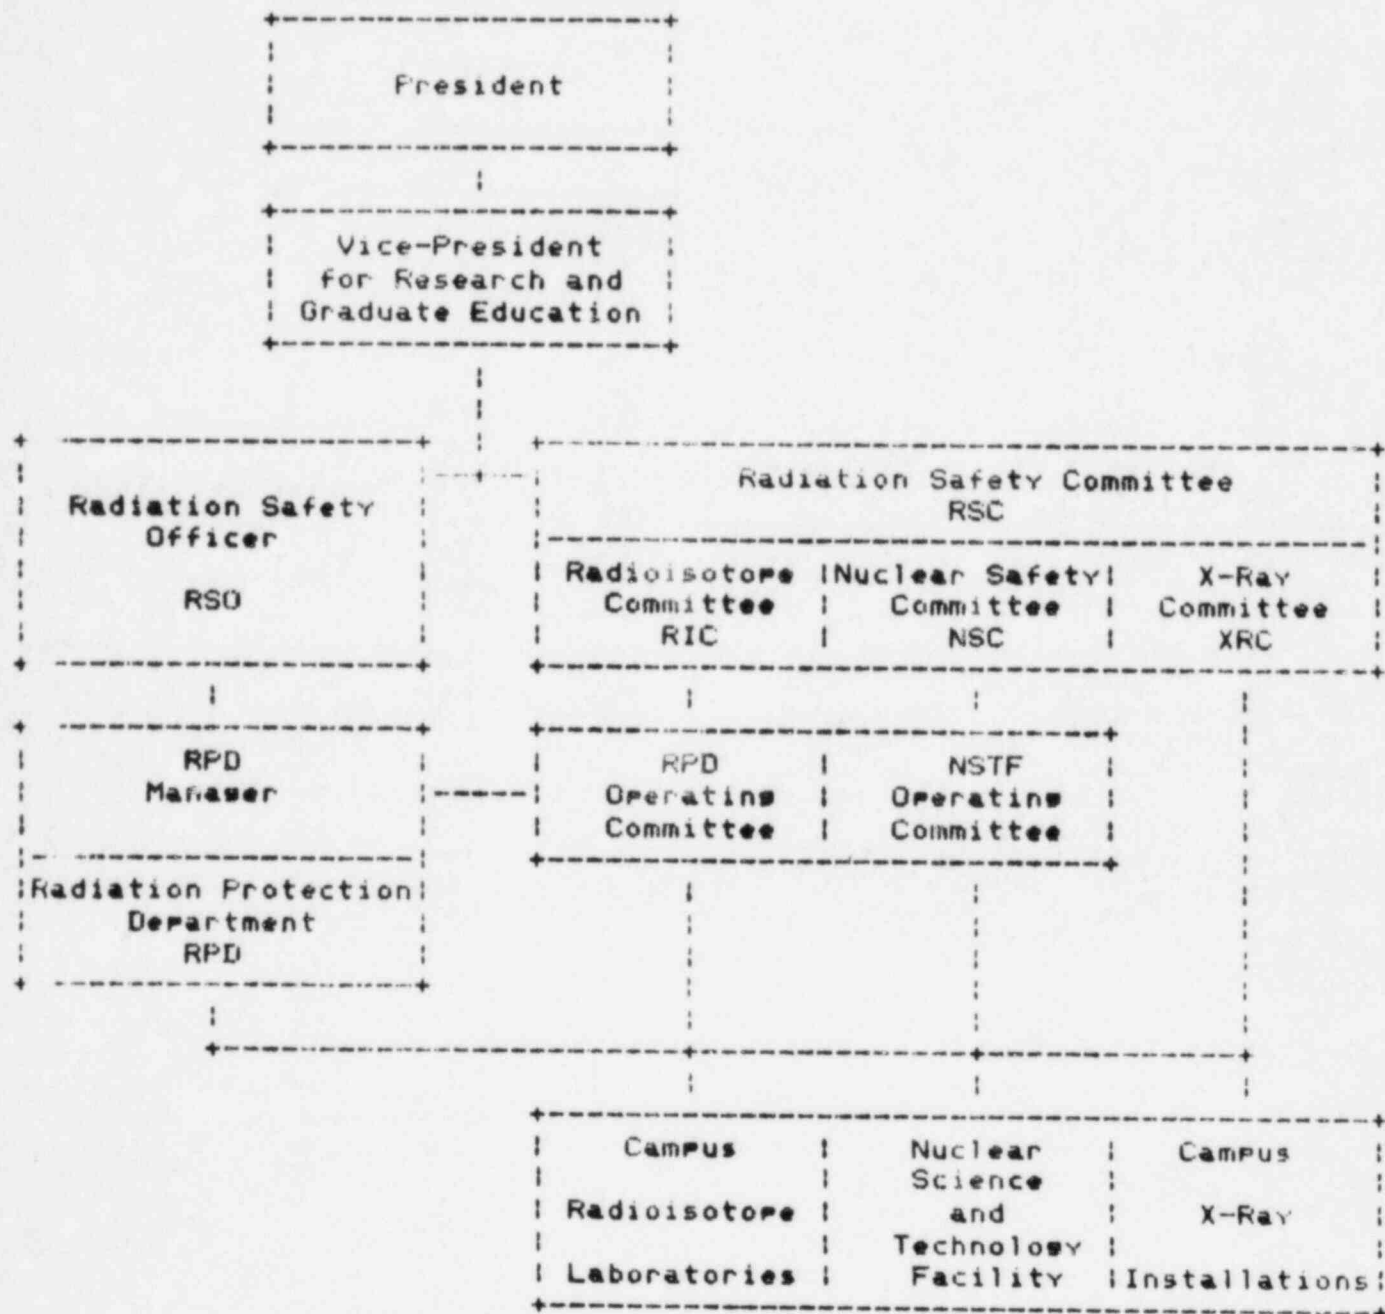 President
Vice-President
for Research and
Graduate Education
Radiation Safety
Officer
RSO
Radiation Safety Committee
RSC
Radioisotope
Committee
RIC
Nuclear Safety
Committee
NSC
X-Ray
Committee
XRC
RPD
Manager
Radiation Protection
Department
RPD
RPD
Operating
Committee
NSTF
Operating
Committee
Campus
Radioisotope
Laboratories
Nuclear
Science
and
Technology
Facility
Campus
X-Ray
Installations